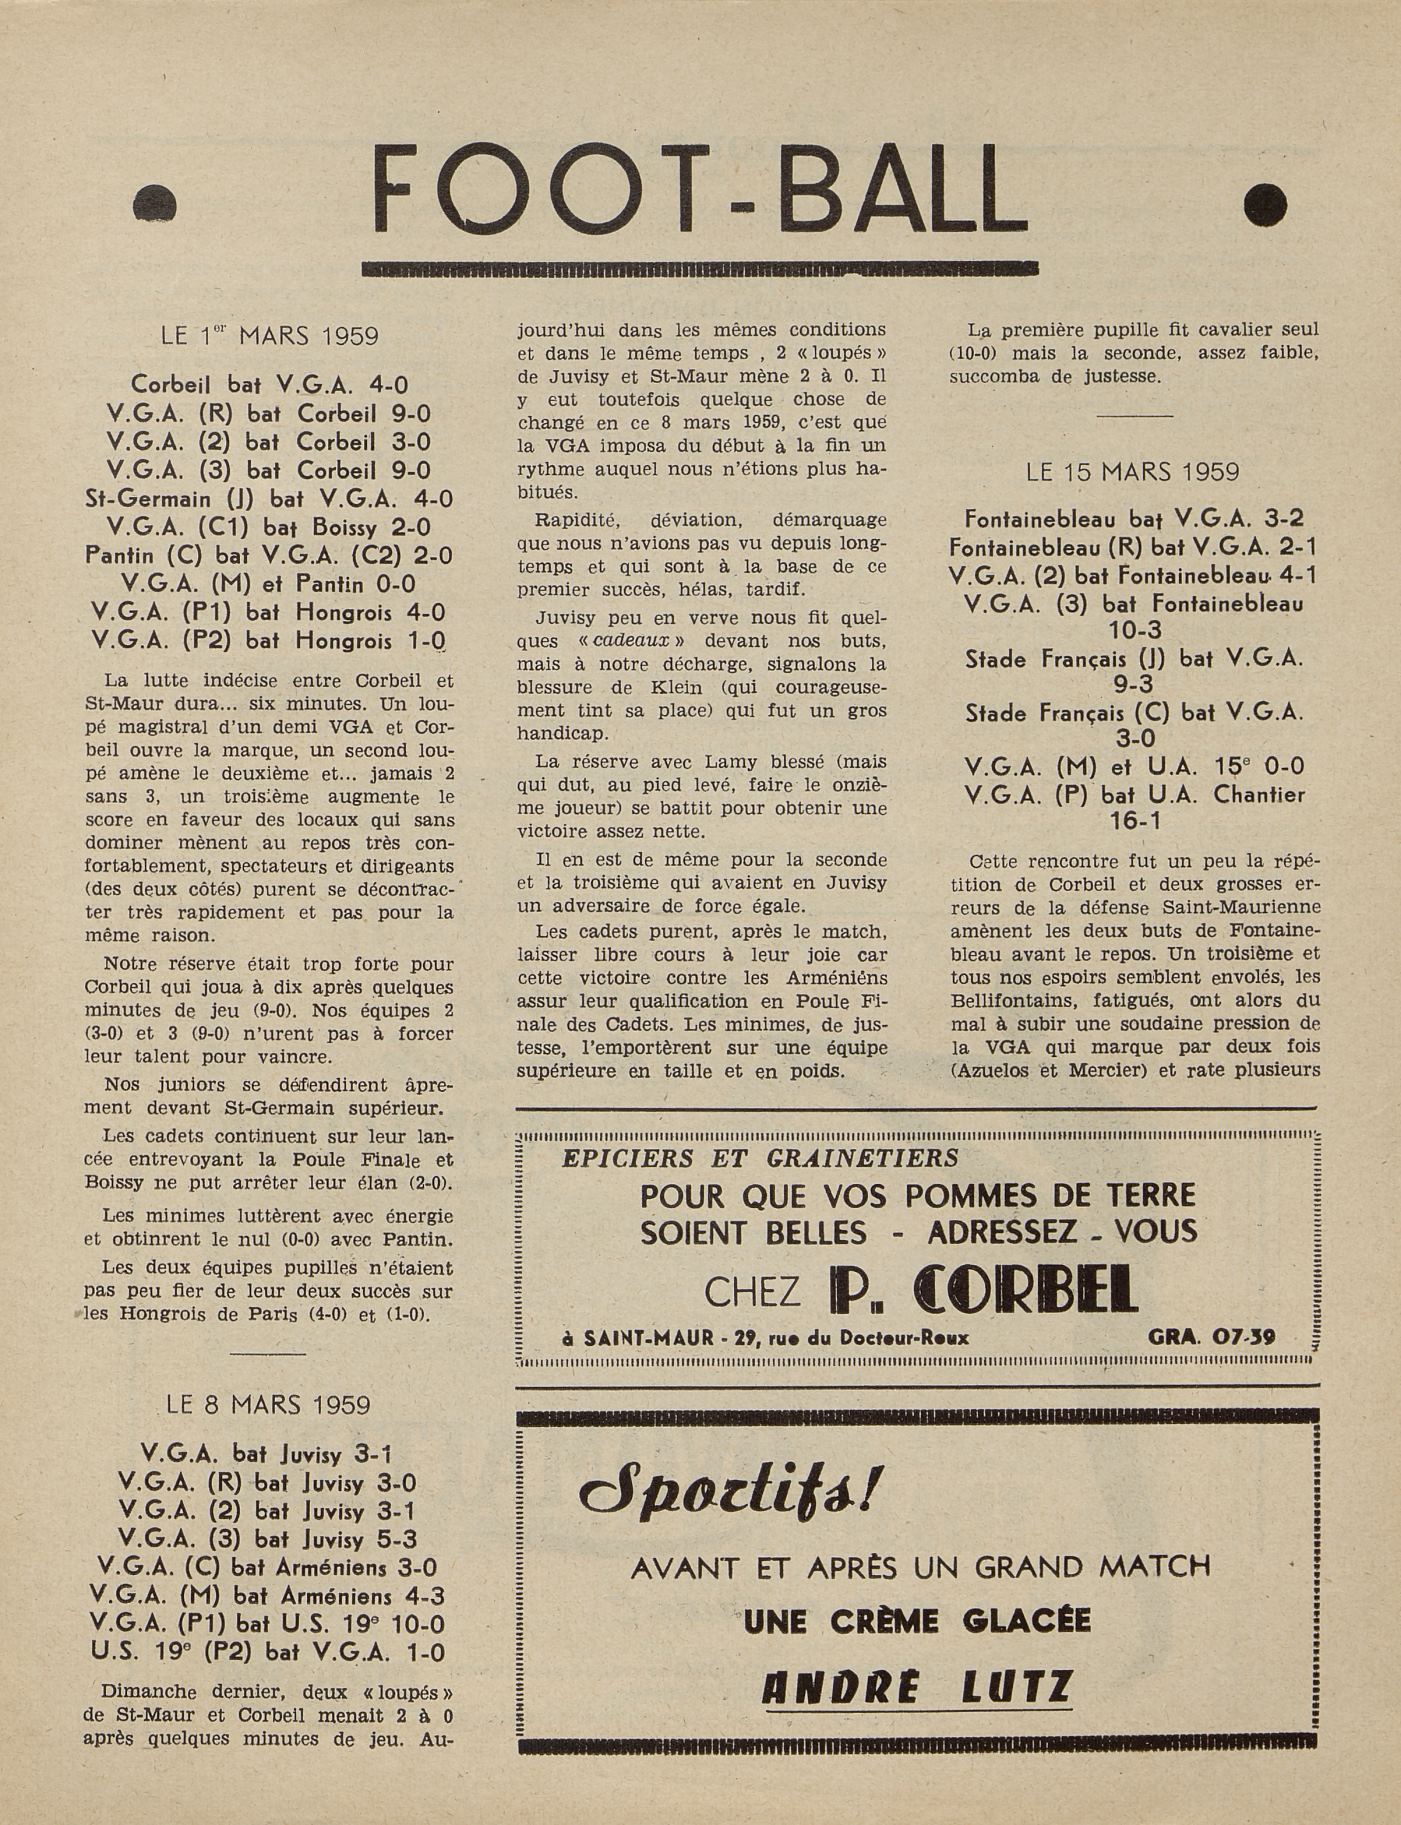 FOOT-BALL
LE 1er MARS 1959
Corbeil bat V.G.A. 4-0
V.G.A. (R) bat Corbeil 9-0
V.G.A. (2) bat Corbeil 3-0
V.G.A. (3) bat Corbeil 9-0
St-Germain (J) bat V.G.A. 4-0
V.G.A. (C1) bat Boissy 2-0
Pantin (C) bat V.G.A. (C2) 2-0
V.G.A. (M) et Pantin 0-0
V.G.A. (P1) bat Hongrois 4-0
V.G.A. (P2) bat Hongrois 1-0
La lutte indécise entre Corbeil et
St-Maur dura... six minutes. Un lou-
pé magistral d'un demi VGA et Cor-
beil ouvre la marque, un second lou-
pé amène le deuxième et... jamais 2
sans 3, un troisième augmente le
score en faveur des locaux qui sans
dominer mènent au repos très con-
fortablement, spectateurs et dirigeants
(des deux côtés) purent se décontrac-
ter très rapidement et pas pour la
même raison.
Notre réserve était trop forte pour
Corbeil qui joua à dix après quelques
minutes de jeu (9-0). Nos équipes 2
(3-0) et 3 (9-0) n'urent pas à forcer
leur talent pour vaincre.
Nos juniors se défendirent âpre-
ment devant St-Germain supérieur.
Les cadets continuent sur leur lan-
cée entrevoyant la Poule Finale et
Boissy ne put arrêter leur élan (2-0).
Les minimes luttèrent avec énergie
et obtinrent le nul (0-0) avec Pantin.
Les deux équipes pupilles n'étaient
pas peu fier de leur deux succès sur
les Hongrois de Paris (4-0) et (1-0).
LE 8 MARS 1959
V.G.A. bat Juvisy 3-1
V.G.A. (R) bat Juvisy 3-0
V.G.A. (2) bat Juvisy 3-1
V.G.A. (3) bat Juvisy 5-3
V.G.A. (C) bat Arméniens 3-0
V.G.A. (M) bat Arméniens 4-3
V.G.A. (P1) bat U.S. 19e 10-0
U.S. 19e (P2) bat V.G.A. 1-0
Dimanche dernier, deux « loupés »
de St-Maur et Corbeil menait 2 à 0
après quelques minutes de jeu. Au-
jourd'hui dans les mêmes conditions
et dans le même temps , 2 « loupés »
de Juvisy et St-Maur mène 2 à 0. Il
y eut toutefois quelque chose de
changé en ce 8 mars 1959, c'est que
la VGA imposa du début à la fin un
rythme auquel nous n'étions plus ha-
bitués.
Rapidité, déviation, démarquage
que nous n'avions pas vu depuis long-
temps et qui sont à la base de ce
premier succès, hélas, tardif.
Juvisy peu en verve nous fit quel-
ques « cadeaux » devant nos buts,
mais à notre décharge, signalons la
blessure de Klein (qui courageuse-
ment tint sa place) qui fut un gros
handicap.
La réserve avec Lamy blessé (mais
qui dut, au pied levé, faire le onziè-
me joueur) se battit pour obtenir une
victoire assez nette.
Il en est de même pour la seconde
et la troisième qui avaient en Juvisy
un adversaire de force égale.
Les cadets purent, après le match,
laisser libre cours à leur joie car
cette victoire contre les Arméniéns
assur leur qualification en Poule Fi-
nale des Cadets. Les minimes, de jus-
tesse, l'emportèrent sur une équipe
supérieure en taille et en poids.
La première pupille fit cavalier seul
(10-0) mais la seconde, assez faible,
succomba de justesse.
LE 15 MARS 1959
Fontainebleau bat V.G.A. 3-2
Fontainebleau (R) bat V.G.A. 2-1
V.G.A. (2) bat Fontainebleau 4-1
V.G.A. (3) bat Fontainebleau
10-3
Stade Français (J) bat V.G.A.
9-3
Stade Français (C) bat V.G.A.
3-0
V.G.A. (M) et U.A. 15e 0-0
V.G.A. (P) bat U.A. Chantier
16-1
Cette rencontre fut un peu la répé-
tition de Corbeil et deux grosses er-
reurs de la défense Saint-Maurienne
amènent les deux buts de Fontaine-
bleau avant le repos. Un troisième et
tous nos espoirs semblent envolés, les
Bellifontains, fatigués, ont alors du
mal à subir une soudaine pression de
la VGA qui marque par deux fois
(Azuelos et Mercier) et rate plusieurs
EPICIERS ET GRAINETIERS
POUR QUE VOS POMMES DE TERRE
SOIENT BELLES - ADRESSEZ - VOUS
CHEZ P. CORBEL
à SAINT-MAUR - 29, rue du Docteur-Roux GRA. 07-39
Sportifs!
AVANT ET APRÈS UN GRAND MATCH
UNE CRÈME GLACÉE
ANDRÉ LUTZ